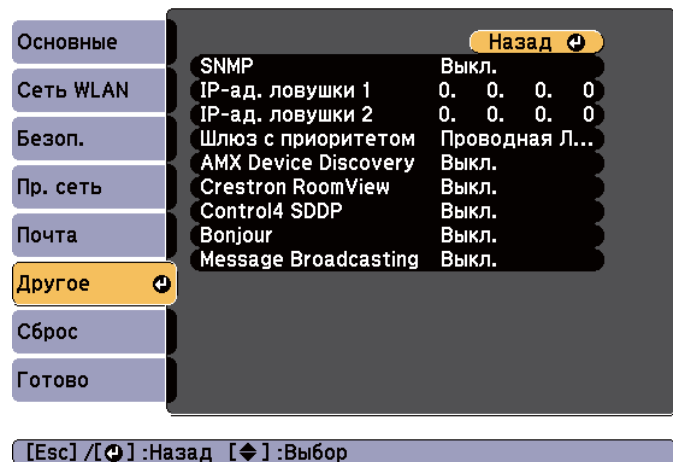 Основные
Сеть WLAN
Безоп.
Пр. сеть
Почта
Другое
Сброс
Готово
Назад
SNMP Выкл.
IP-ад. ловушки 1 0. 0. 0. 0
IP-ад. ловушки 2 0. 0. 0. 0
Шлюз с приоритетом Проводная Л...
AMX Device Discovery Выкл.
Crestron RoomView Выкл.
Control4 SDDP Выкл.
Bonjour Выкл.
Message Broadcasting Выкл.
[Esc] /[⏎] :Назад [◆] :Выбор